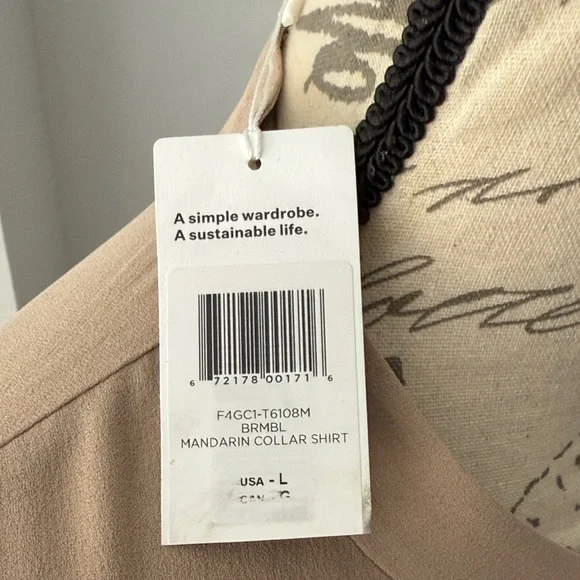 A simple wardrobe.
A sustainable life.
6 72178 00171 6
F4GC1-T6108M
BRMBL
MANDARIN COLLAR SHIRT
USA - L